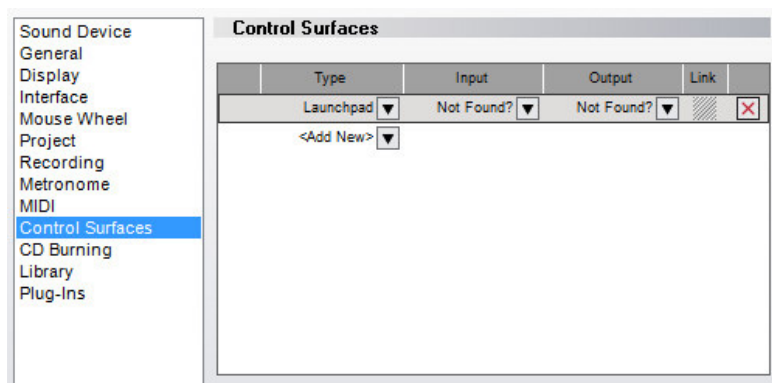 Sound Device
General
Display
Interface
Mouse Wheel
Project
Recording
Metronome
MIDI
Control Surfaces
CD Burning
Library
Plug-Ins
Control Surfaces
Type Input Output Link
Launchpad Not Found? Not Found?
<Add New>